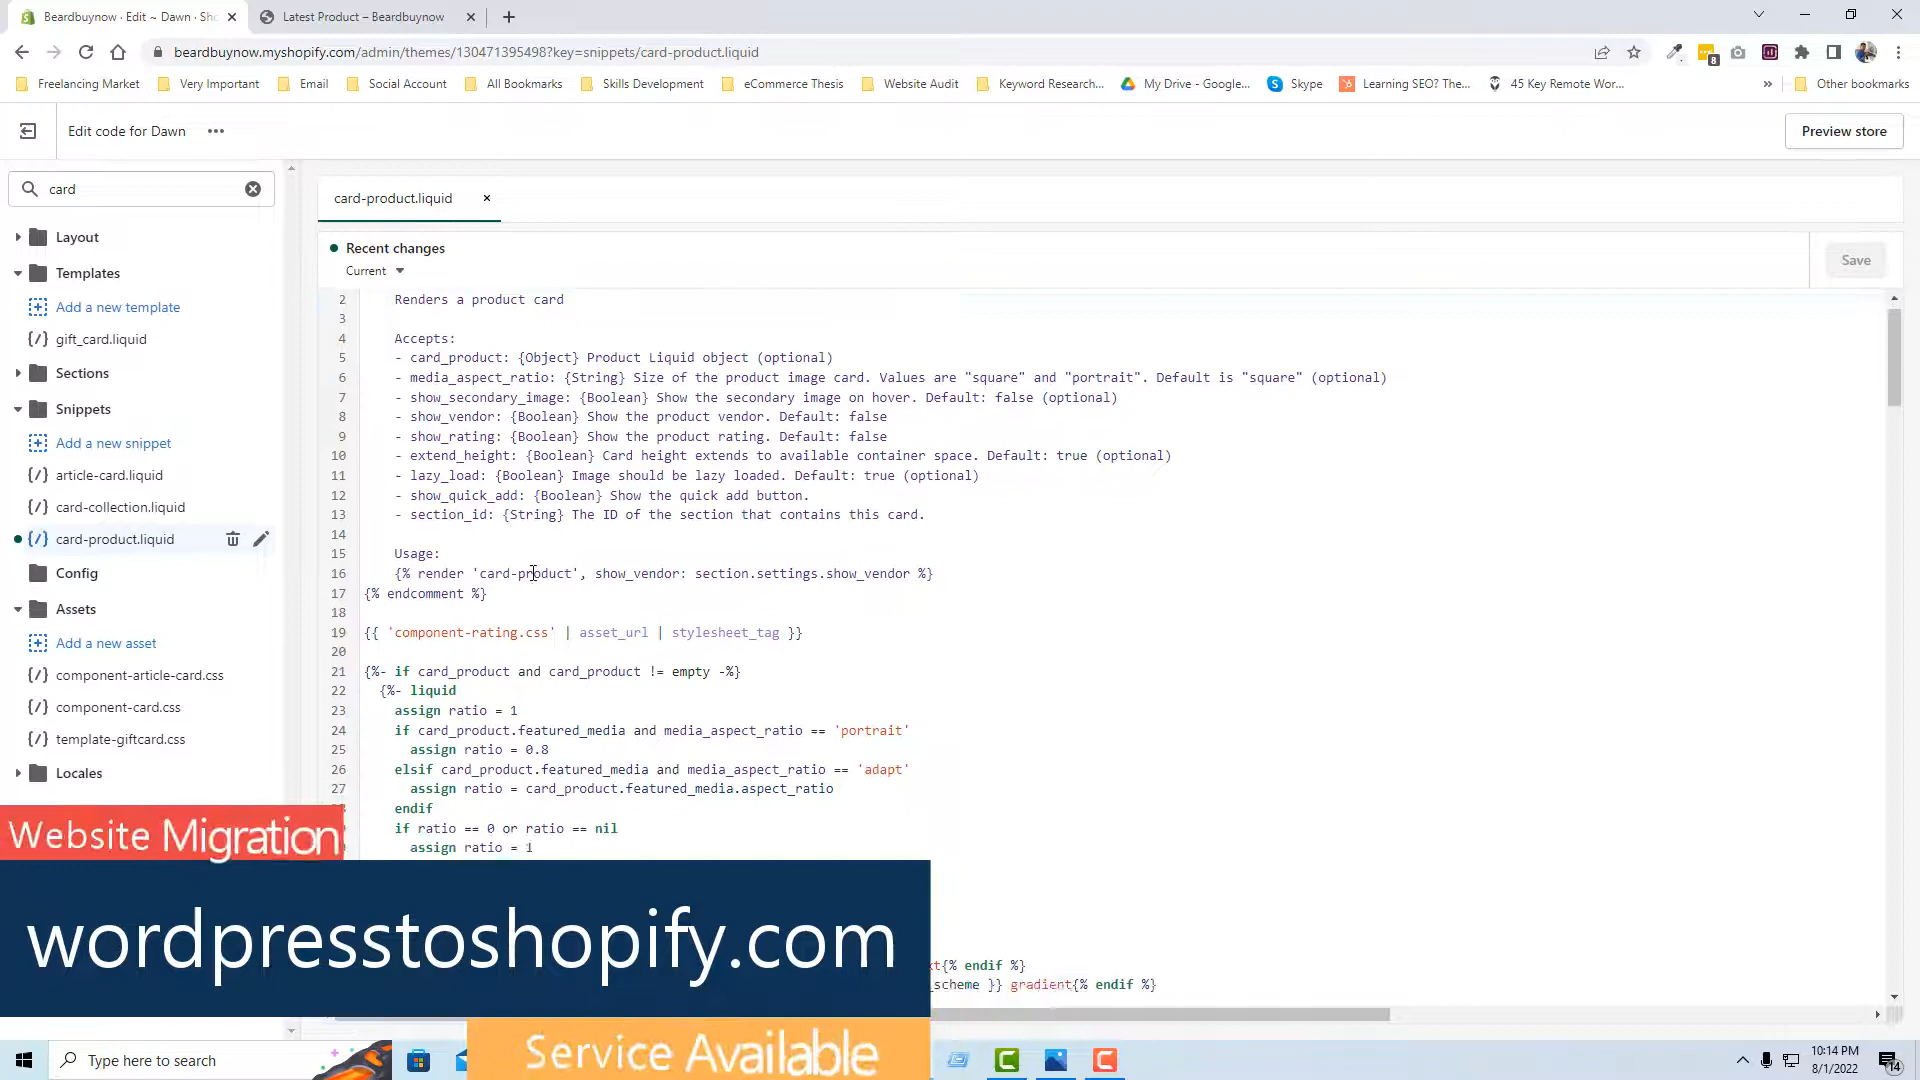 Beardbuynow · Edit ~ Dawn · Sho
Latest Product – Beardbuynow
beardbuynow.myshopify.com/admin/themes/130471395498?key=snippets/card-product.liquid
8
Freelancing Market
Very Important
Email
Social Account
All Bookmarks
Skills Development
eCommerce Thesis
Website Audit
Keyword Research...
My Drive - Google...
Skype
Learning SEO? The...
45 Key Remote Wor...
»
Other bookmarks
Edit code for Dawn
Preview store
card
card-product.liquid
Layout
Recent changes
Current
Save
Templates
Add a new template
gift_card.liquid
Sections
Snippets
Add a new snippet
article-card.liquid
card-collection.liquid
card-product.liquid
Config
Assets
Add a new asset
component-article-card.css
component-card.css
template-giftcard.css
Locales
2 Renders a product card
3
4 Accepts:
5 - card_product: {Object} Product Liquid object (optional)
6 - media_aspect_ratio: {String} Size of the product image card. Values are "square" and "portrait". Default is "square" (optional)
7 - show_secondary_image: {Boolean} Show the secondary image on hover. Default: false (optional)
8 - show_vendor: {Boolean} Show the product vendor. Default: false
9 - show_rating: {Boolean} Show the product rating. Default: false
10 - extend_height: {Boolean} Card height extends to available container space. Default: true (optional)
11 - lazy_load: {Boolean} Image should be lazy loaded. Default: true (optional)
12 - show_quick_add: {Boolean} Show the quick add button.
13 - section_id: {String} The ID of the section that contains this card.
14
15 Usage:
16 {% render 'card-product', show_vendor: section.settings.show_vendor %}
17 {% endcomment %}
18
19 {{ 'component-rating.css' | asset_url | stylesheet_tag }}
20
21 {%- if card_product and card_product != empty -%}
22 {%- liquid
23 assign ratio = 1
24 if card_product.featured_media and media_aspect_ratio == 'portrait'
25 assign ratio = 0.8
26 elsif card_product.featured_media and media_aspect_ratio == 'adapt'
27 assign ratio = card_product.featured_media.aspect_ratio
endif
if ratio == 0 or ratio == nil
assign ratio = 1
xt{% endif %}
_scheme }} gradient{% endif %}
Website Migration
wordpresstoshopify.com
Service Available
Type here to search
10:14 PM
8/1/2022
14